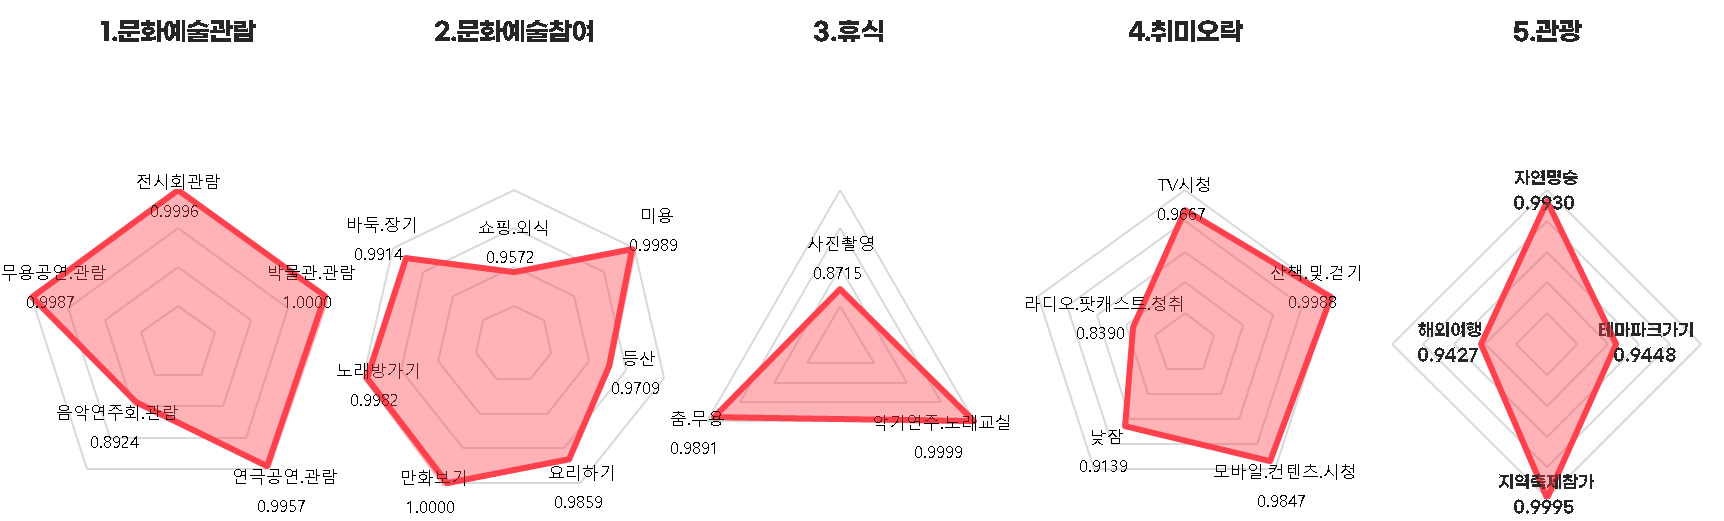 1.문화예술관람
전시회관람
0.9996
무용공연.관람
0.9987
박물관.관람
1.0000
음악연주회.관람
0.8924
연극공연.관람
0.9957
2.문화예술참여
쇼핑.외식
0.9572
바둑.장기
0.9914
미용
0.9989
노래방가기
0.9982
등산
0.9709
만화보기
1.0000
요리하기
0.9859
3.휴식
사진촬영
0.8715
춤.무용
0.9891
악기연주.노래교실
0.9999
4.취미오락
TV시청
0.9667
라디오.팟캐스트.청취
0.8390
산책.및.걷기
0.9988
낮잠
0.9139
모바일.컨텐츠.시청
0.9847
5.관광
자연명승
0.9930
해외여행
0.9427
테마파크가기
0.9448
지역축제참가
0.9995